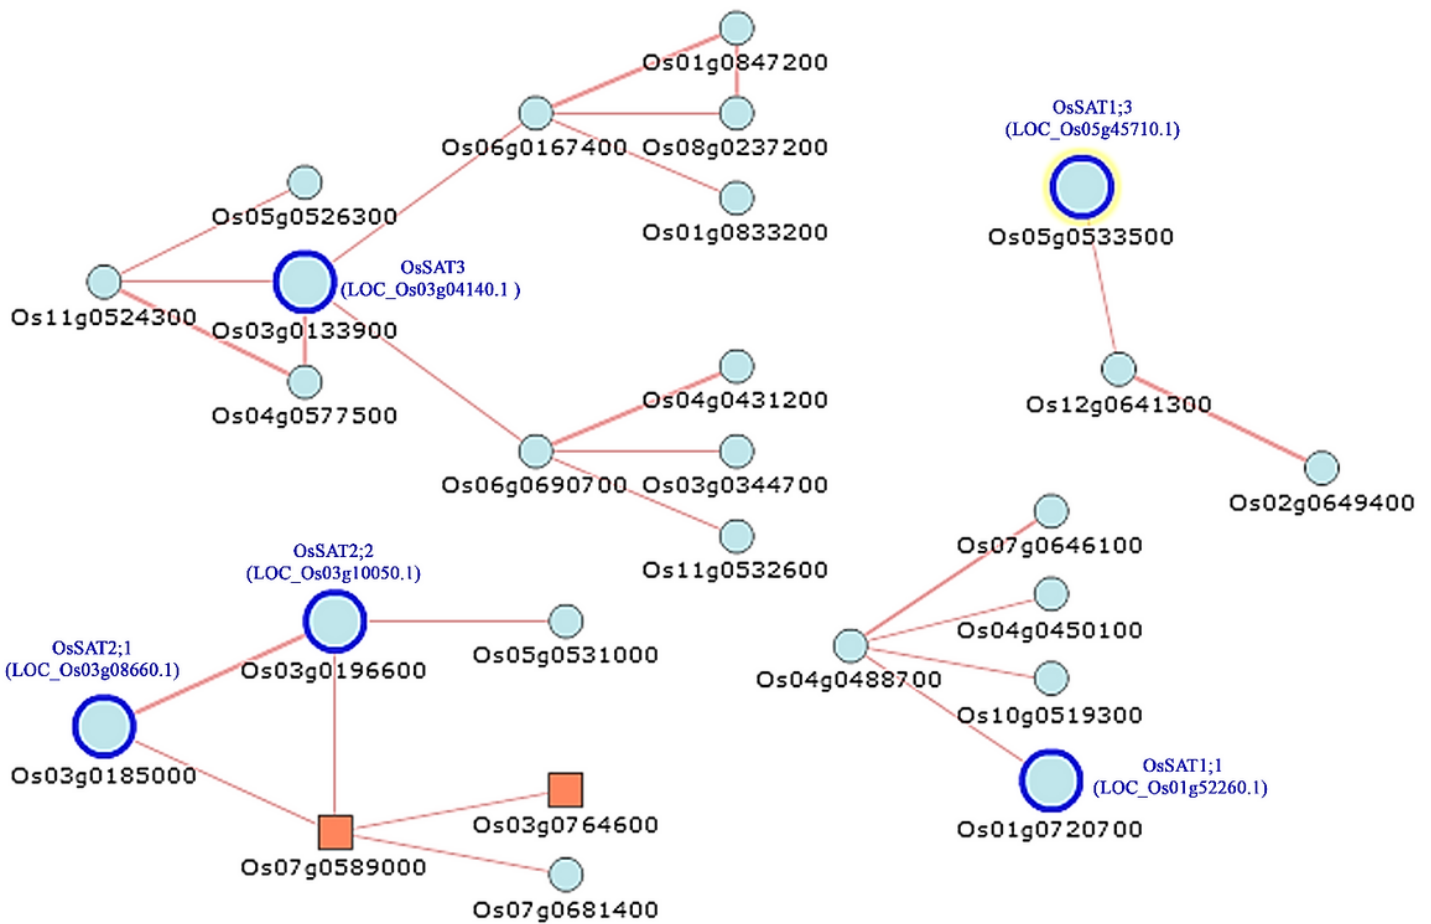 Os01g0847200
OsSAT1;3
(LOC_Os05g45710.1)
Os06g0167400
Os08g0237200
Os05g0526300
Os01g0833200
Os05g0533500
OsSAT3
(LOC_Os03g04140.1 )
Os11g0524300
Os03g0133900
Os04g0577500
Os04g0431200
Os12g0641300
Os06g0690700
Os03g0344700
Os02g0649400
Os11g0532600
Os07g0646100
OsSAT2;2
(LOC_Os03g10050.1)
Os04g0450100
OsSAT2;1
(LOC_Os03g08660.1)
Os03g0196600
Os05g0531000
Os04g0488700
Os10g0519300
Os03g0185000
OsSAT1;1
(LOC_Os01g52260.1)
Os03g0764600
Os01g0720700
Os07g0589000
Os07g0681400